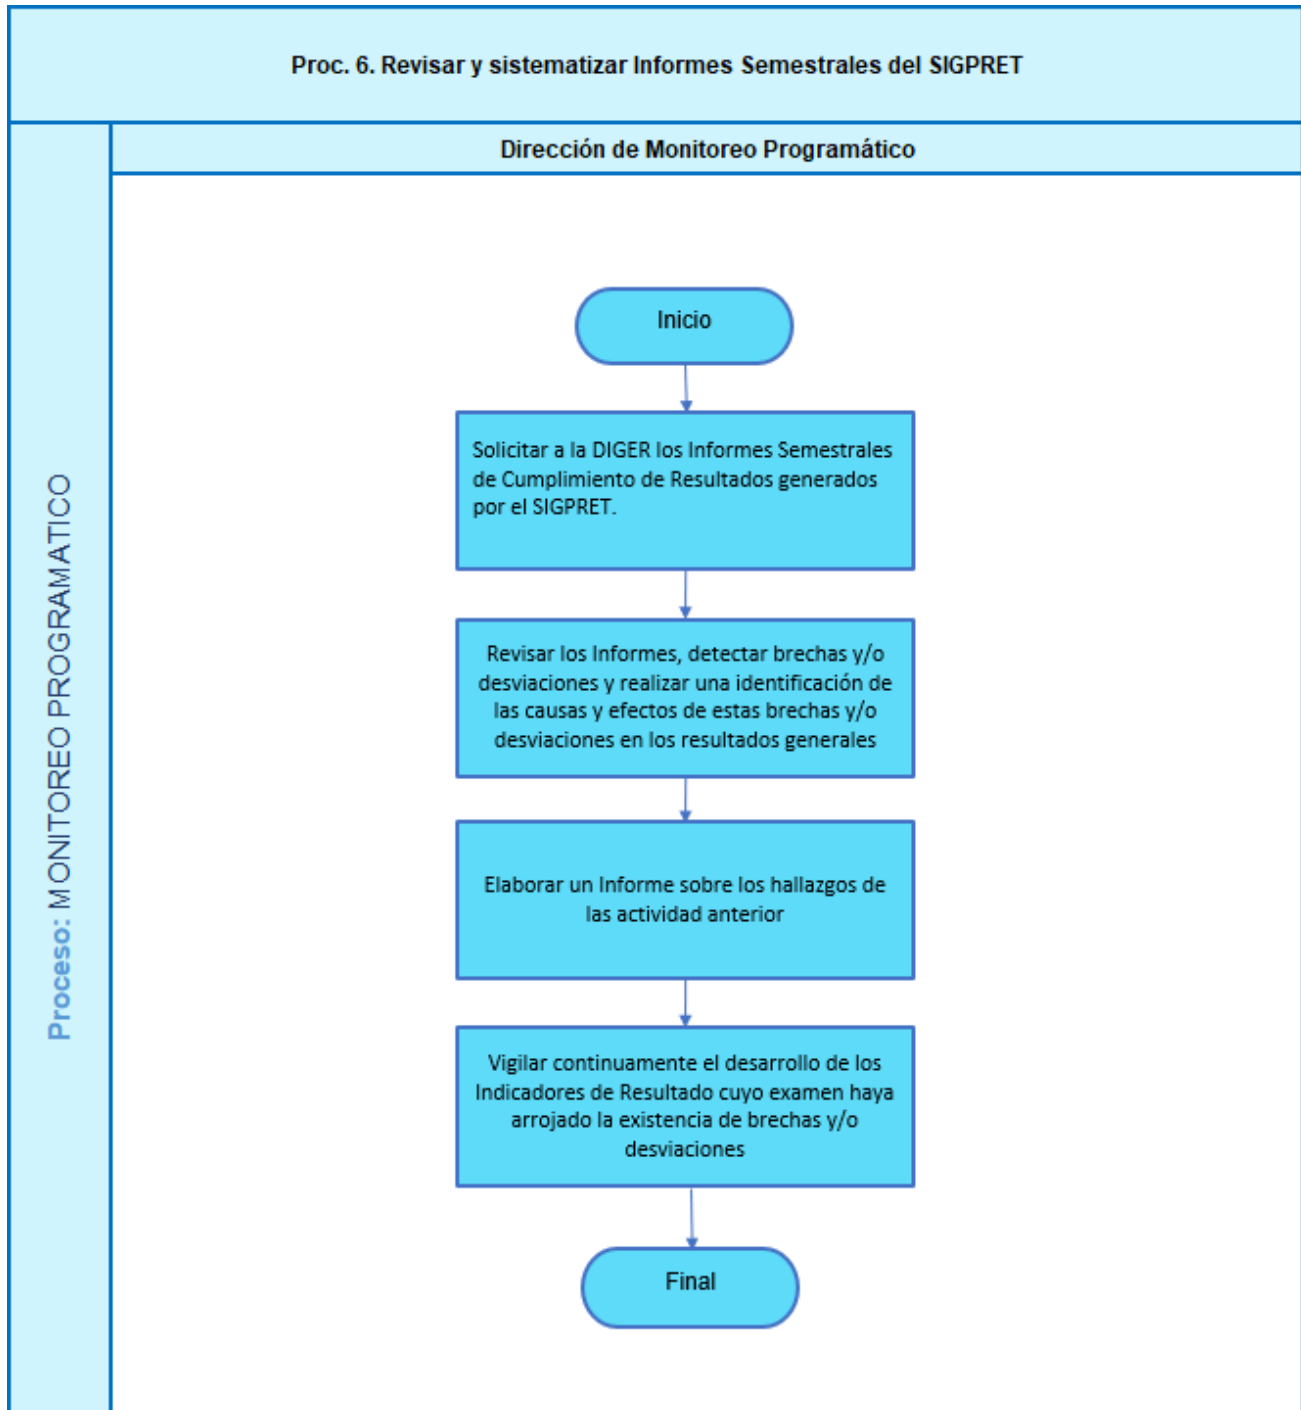 Proc. 6. Revisar y sistematizar Informes Semestrales del SIGPRET
Dirección de Monitoreo Programático
Proceso: MONITOREO PROGRAMATICO
Inicio
Solicitar a la DIGER los Informes Semestrales
de Cumplimiento de Resultados generados
por el SIGPRET.
Revisar los Informes, detectar brechas y/o
desviaciones y realizar una identificación de
las causas y efectos de estas brechas y/o
desviaciones en los resultados generales
Elaborar un Informe sobre los hallazgos de
las actividad anterior
Vigilar continuamente el desarrollo de los
Indicadores de Resultado cuyo examen haya
arrojado la existencia de brechas y/o
desviaciones
Final